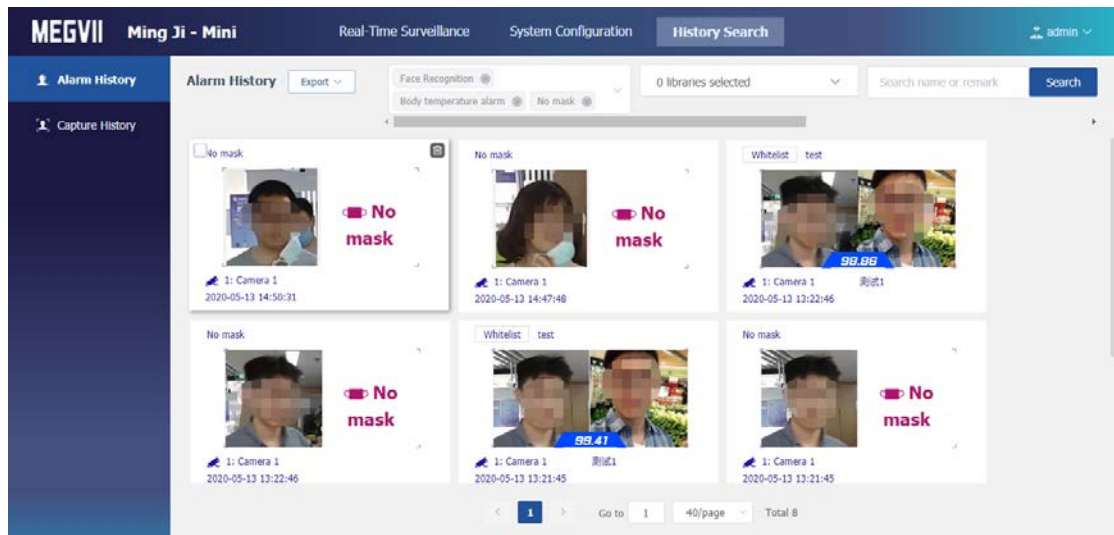 MEGVII Ming Ji - Mini Real-Time Surveillance System Configuration History Search admin
Alarm History
Capture History
Alarm History Export Face Recognition 0 libraries selected Search name or remark Search
Body temperature alarm No mask
No mask
No mask
1: Camera 1
2020-05-13 14:50:31
No mask
No mask
1: Camera 1
2020-05-13 14:47:48
Whitelist test
98.86
1: Camera 1 测试1
2020-05-13 13:22:46
No mask
No mask
1: Camera 1
2020-05-13 13:22:46
Whitelist test
99.41
1: Camera 1 测试1
2020-05-13 13:21:45
No mask
No mask
1: Camera 1
2020-05-13 13:21:45
1 Go to 1 40/page Total 8